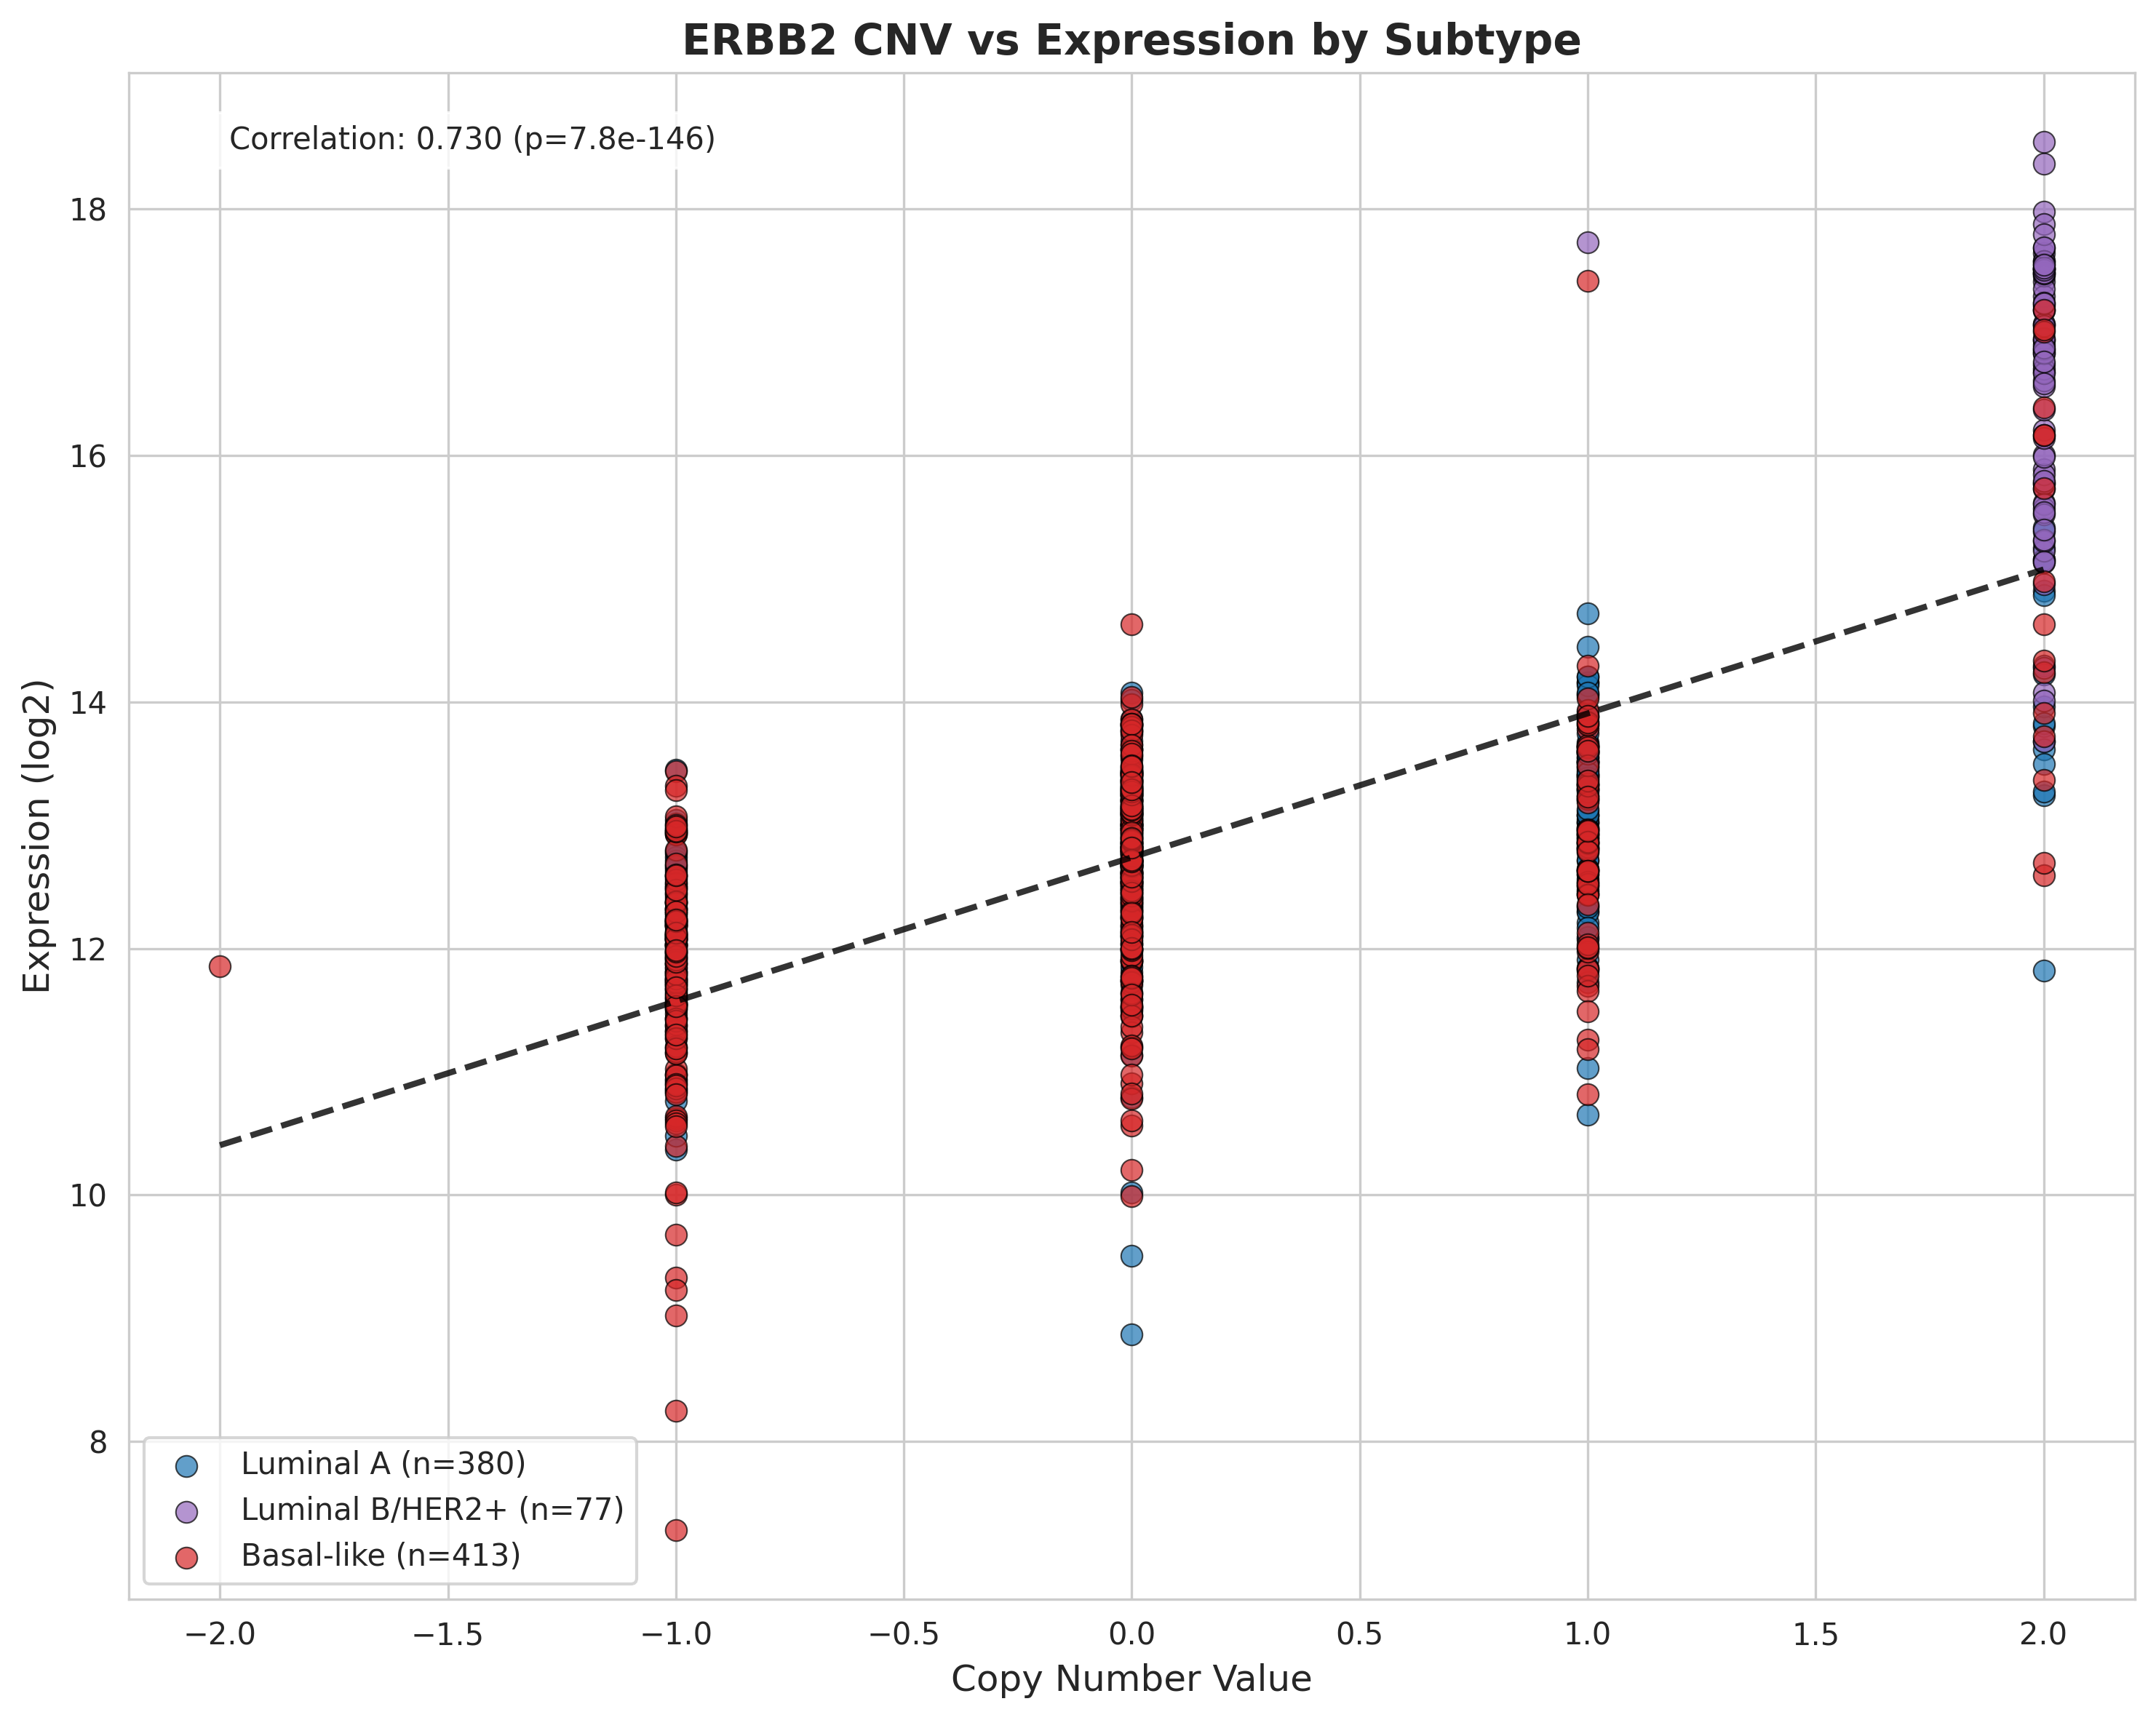 ERBB2 CNV vs Expression by Subtype
Correlation: 0.730 (p=7.8e-146)
18
16
14
12
10
8
Expression (log2)
Luminal A (n=380)
Luminal B/HER2+ (n=77)
Basal-like (n=413)
−2.0 −1.5 −1.0 −0.5 0.0 0.5 1.0 1.5 2.0
Copy Number Value